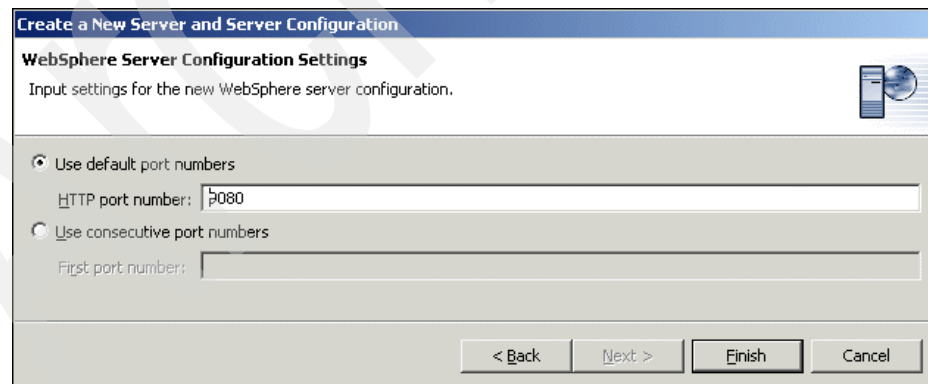 Create a New Server and Server Configuration
WebSphere Server Configuration Settings
Input settings for the new WebSphere server configuration.
Use default port numbers
HTTP port number: 9080
Use consecutive port numbers
First port number:
< Back Next > Finish Cancel